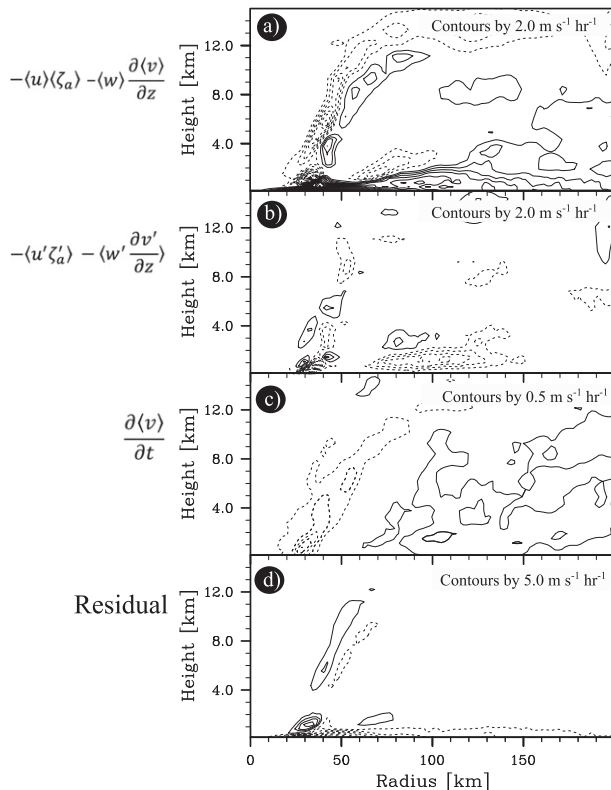 a)
Contours by 2.0 m s⁻¹ hr⁻¹
−⟨u⟩⟨ζₐ⟩ −⟨w⟩ ∂⟨v⟩/∂z
Height [km]
12.0
8.0
4.0
b)
Contours by 2.0 m s⁻¹ hr⁻¹
−⟨u′ζ′ₐ⟩ − ⟨w′ ∂v′/∂z⟩
Height [km]
12.0
8.0
4.0
c)
Contours by 0.5 m s⁻¹ hr⁻¹
∂⟨v⟩/∂t
Height [km]
12.0
8.0
4.0
d)
Contours by 5.0 m s⁻¹ hr⁻¹
Residual
Height [km]
12.0
8.0
4.0
0 50 100 150
Radius [km]